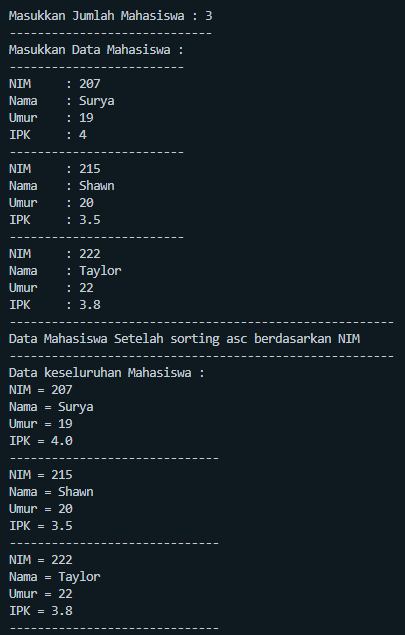 Masukkan Jumlah Mahasiswa : 3
-----------------------------
Masukkan Data Mahasiswa :
-------------------------
NIM     : 207
Nama    : Surya
Umur    : 19
IPK     : 4
-------------------------
NIM     : 215
Nama    : Shawn
Umur    : 20
IPK     : 3.5
-------------------------
NIM     : 222
Nama    : Taylor
Umur    : 22
IPK     : 3.8
-------------------------------------------------------
Data Mahasiswa Setelah sorting asc berdasarkan NIM
-------------------------------------------------------
Data keseluruhan Mahasiswa :
NIM = 207
Nama = Surya
Umur = 19
IPK = 4.0
------------------------------
NIM = 215
Nama = Shawn
Umur = 20
IPK = 3.5
------------------------------
NIM = 222
Nama = Taylor
Umur = 22
IPK = 3.8
------------------------------